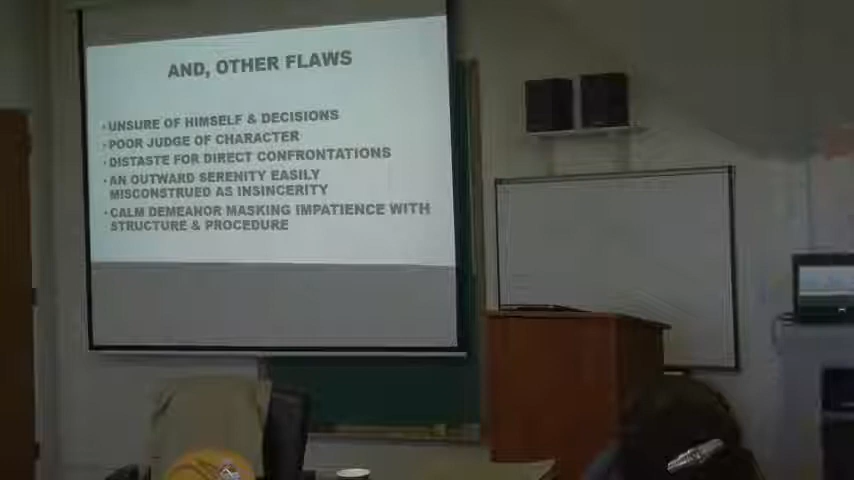 AND, OTHER FLAWS
• UNSURE OF HIMSELF & DECISIONS
• POOR JUDGE OF CHARACTER
• DISTASTE FOR DIRECT CONFRONTATIONS
• AN OUTWARD SERENITY EASILY
MISCONSTRUED AS INSINCERITY
• CALM DEMEANOR MASKING IMPATIENCE WITH
STRUCTURE & PROCEDURE